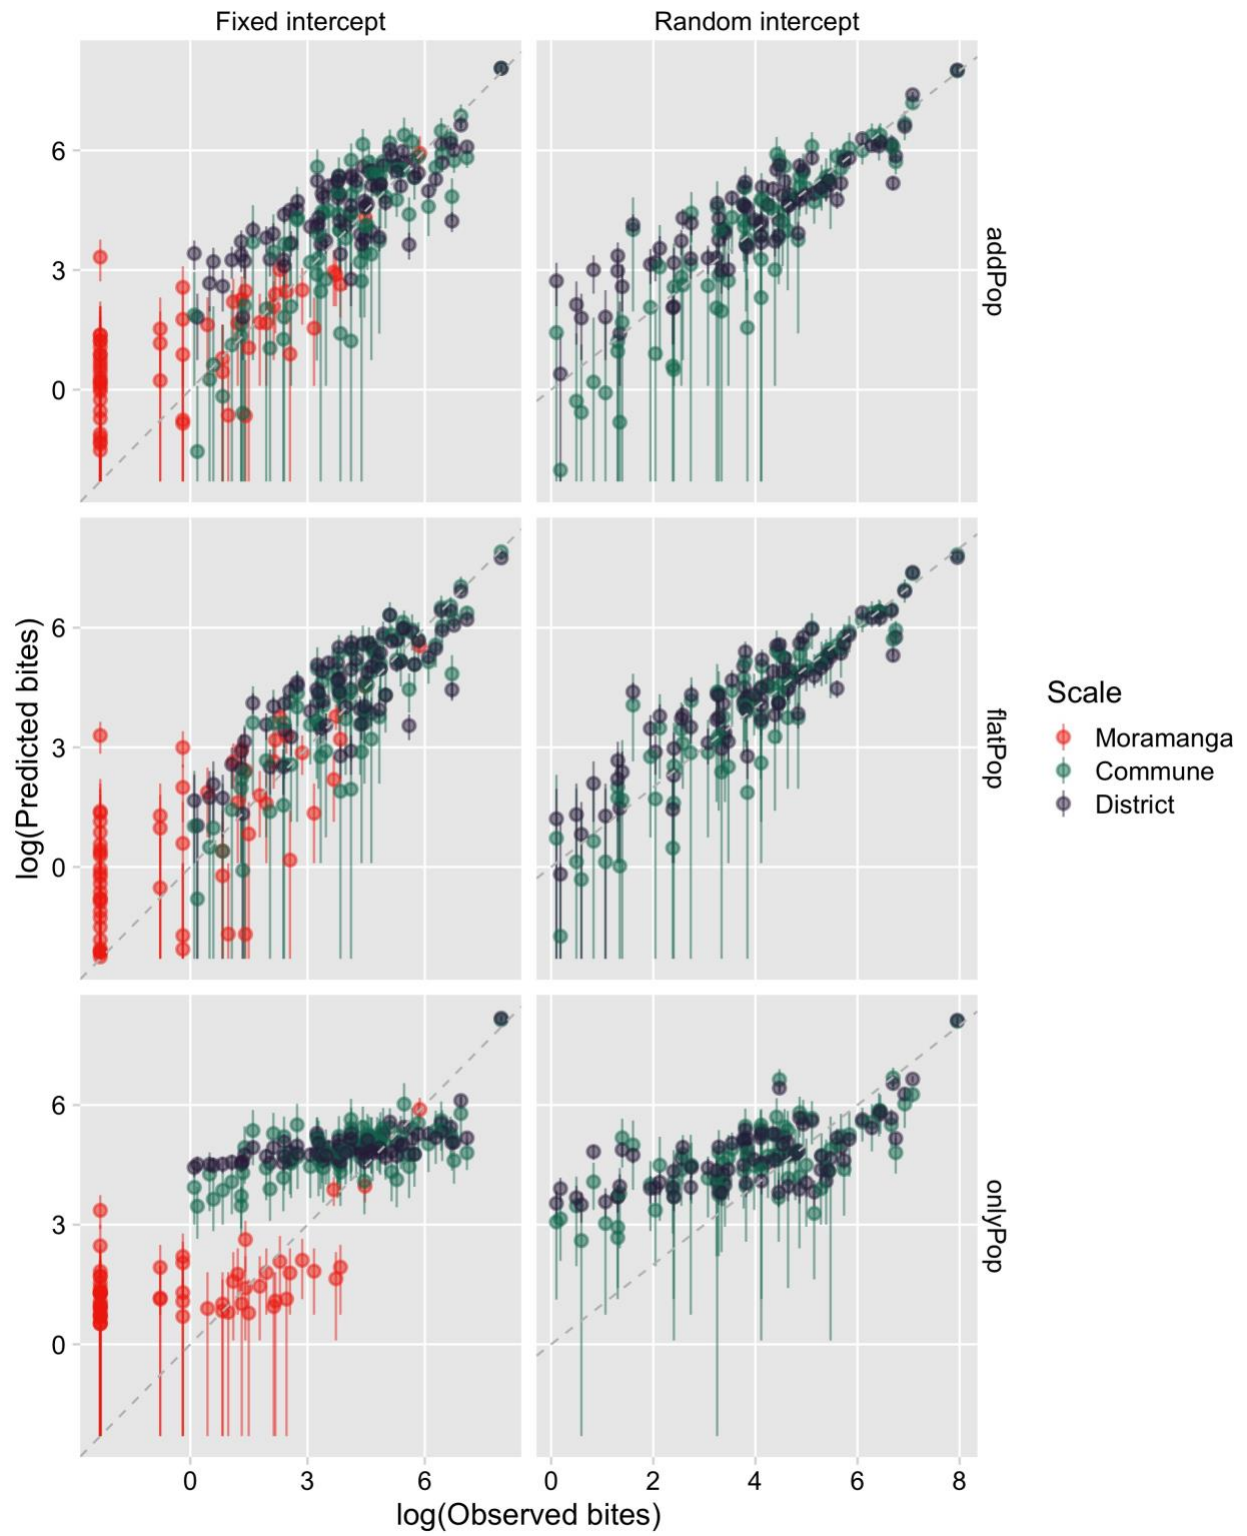 Fixed intercept
Random intercept
6
3
0
addPop
6
3
0
flatPop
6
3
0
onlyPop
0
3
6
0
2
4
6
8
log(Predicted bites)
log(Observed bites)
Scale
Moramanga
Commune
District